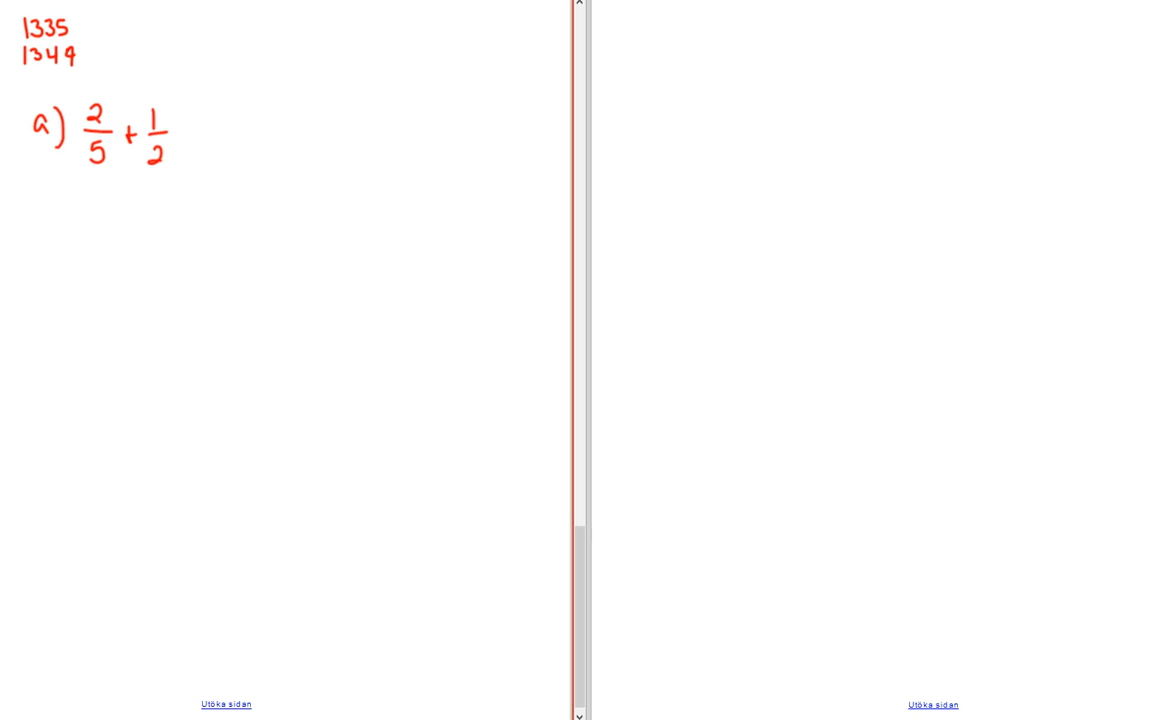 1335
1344
a) 2/5 + 1/2
Utöka sidan
Utöka sidan